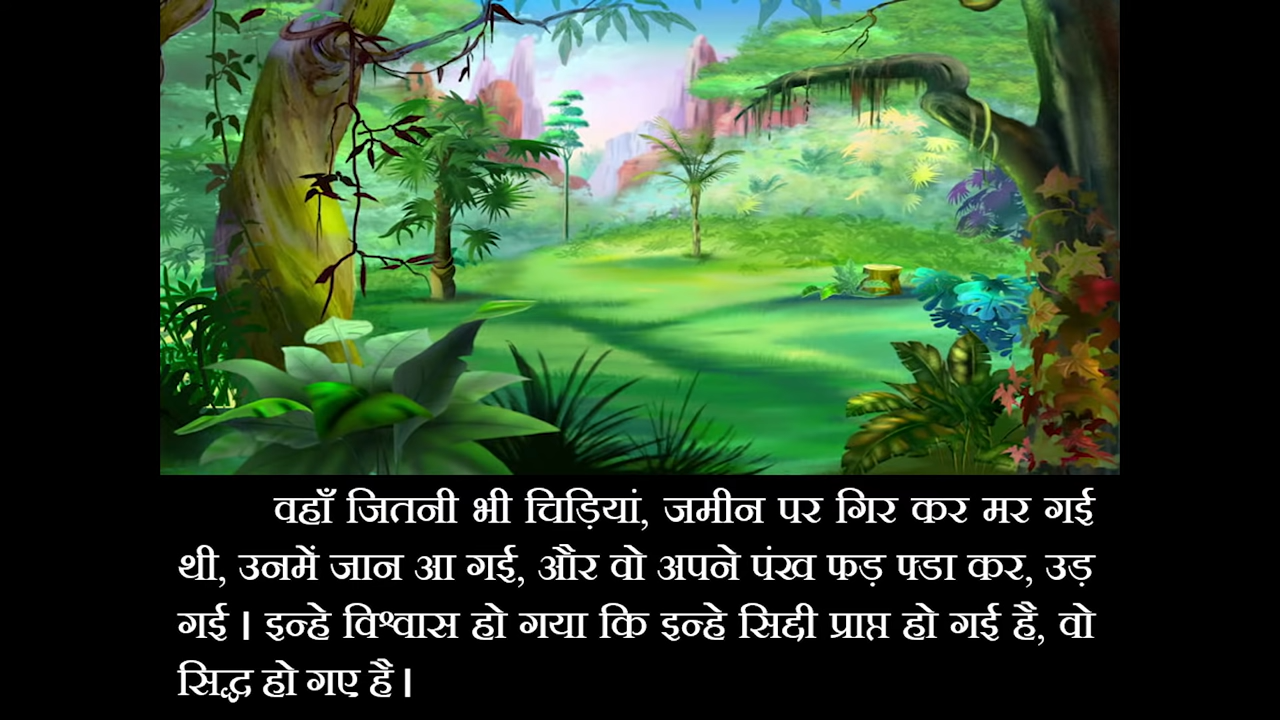 वहाँ जितनी भी चिड़ियां, जमीन पर गिर कर मर गई
थी, उनमें जान आ गई, और वो अपने पंख फड़ फ्डा कर, उड़
गई । इन्हे विश्वास हो गया कि इन्हे सिद्दी प्राप्त हो गई है, वो
सिद्ध हो गए है ।